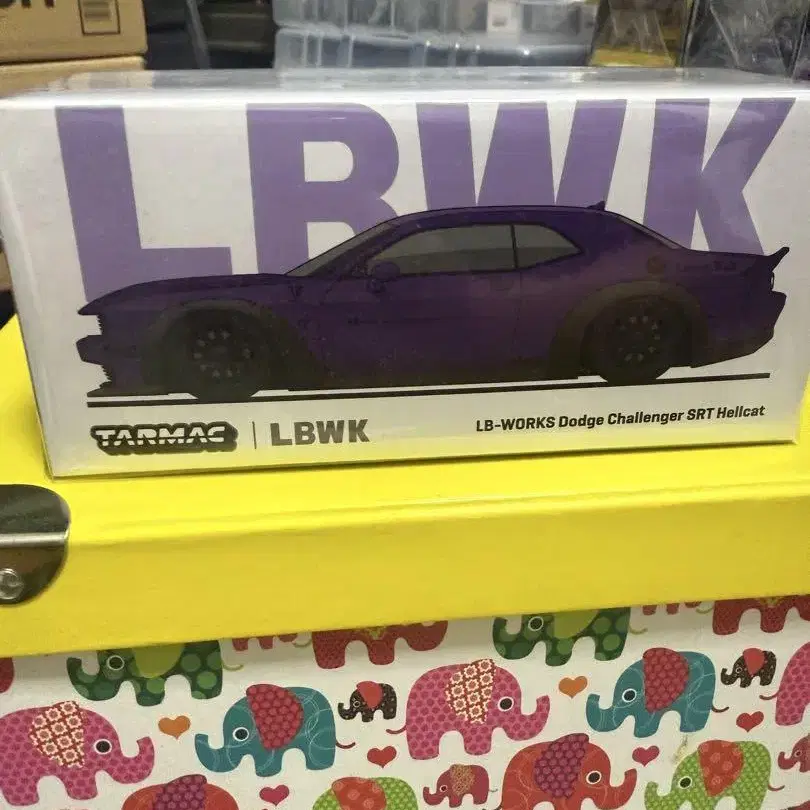 LBWK
TARMAC | LBWK
LB-WORKS Dodge Challenger SRT Hellcat